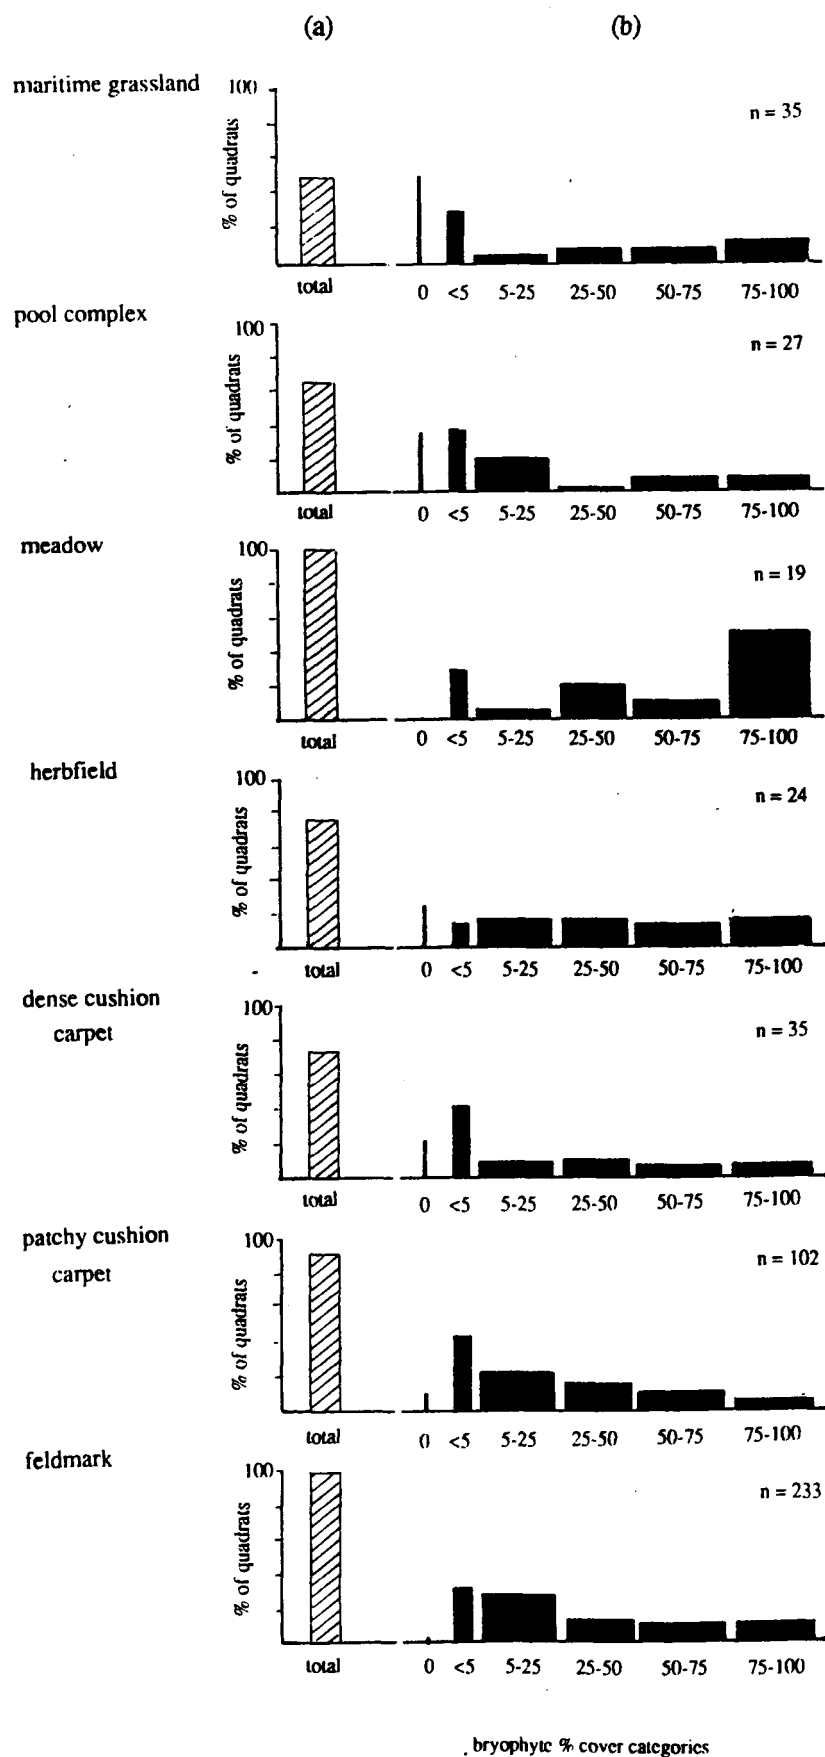 (a) (b)
maritime grassland
100
% of quadrats
n = 35
total 0 <5 5-25 25-50 50-75 75-100
pool complex
100
% of quadrats
n = 27
total 0 <5 5-25 25-50 50-75 75-100
meadow
100
% of quadrats
n = 19
total 0 <5 5-25 25-50 50-75 75-100
herbfield
100
% of quadrats
n = 24
total 0 <5 5-25 25-50 50-75 75-100
dense cushion
carpet
100
% of quadrats
n = 35
total 0 <5 5-25 25-50 50-75 75-100
patchy cushion
carpet
100
% of quadrats
n = 102
total 0 <5 5-25 25-50 50-75 75-100
feldmark
100
% of quadrats
n = 233
total 0 <5 5-25 25-50 50-75 75-100
bryophyte % cover categories